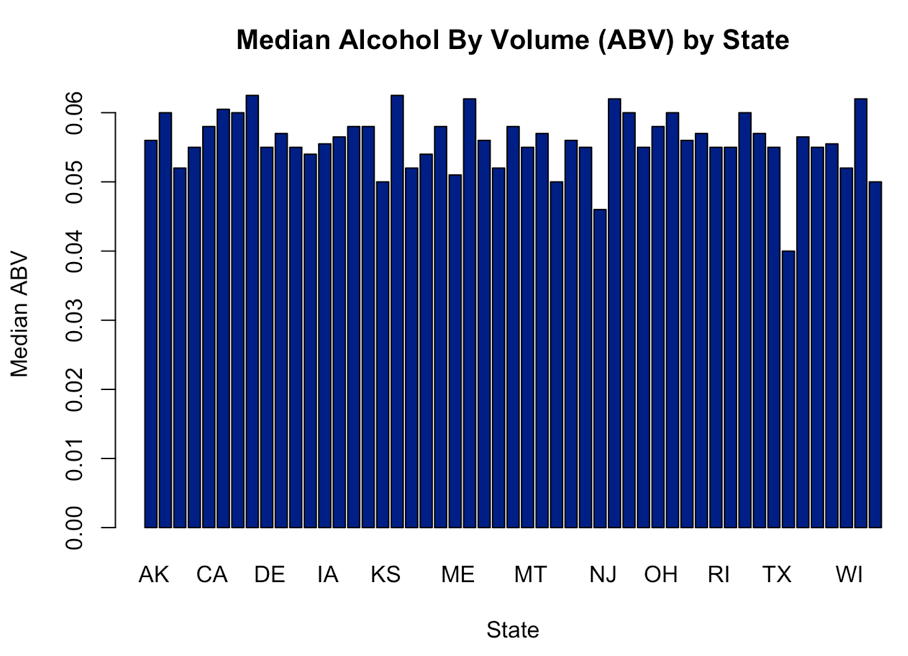 Median Alcohol By Volume (ABV) by State
0.06
0.05
0.04
0.03
0.02
0.01
0.00
Median ABV
AK CA DE IA KS ME MT NJ OH RI TX WI
State